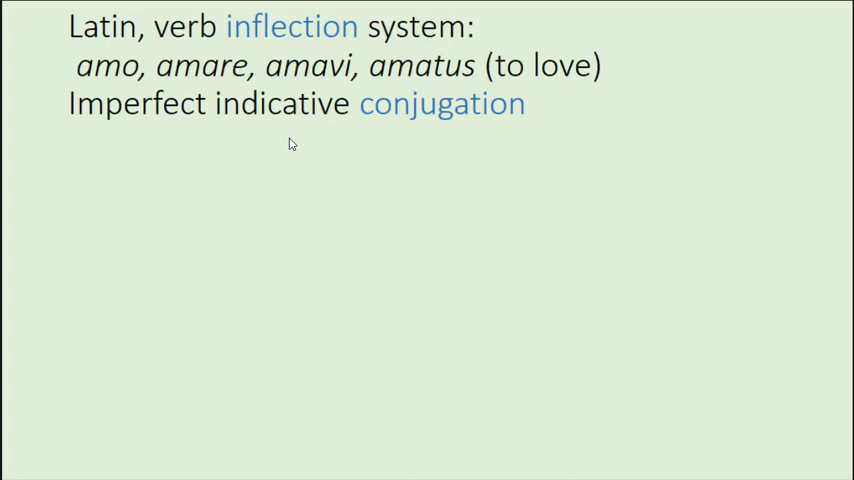 Latin, verb inflection system:
amo, amare, amavi, amatus (to love)
Imperfect indicative conjugation